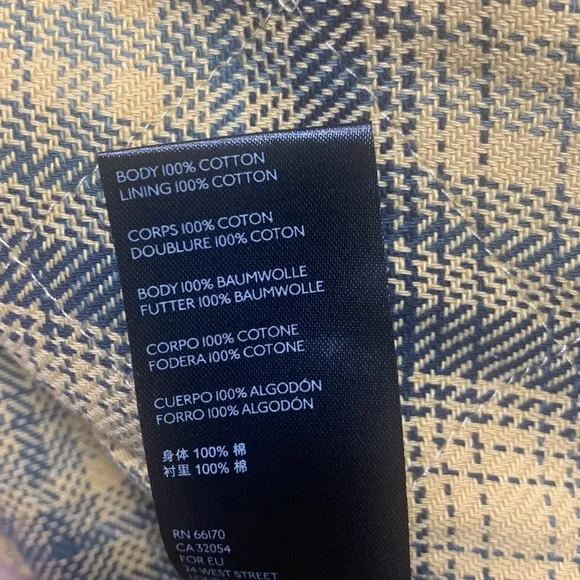 BODY 100% COTTON
LINING 100% COTTON
CORPS 100% COTON
DOUBLURE 100% COTON
BODY 100% BAUMWOLLE
FUTTER 100% BAUMWOLLE
CORPO 100% COTONE
FODERA 100% COTONE
CUERPO 100% ALGODÓN
FORRO 100% ALGODÓN
身体 100% 棉
衬里 100% 棉
RN 66170
CA 32054
FOR EU
WEST STREET